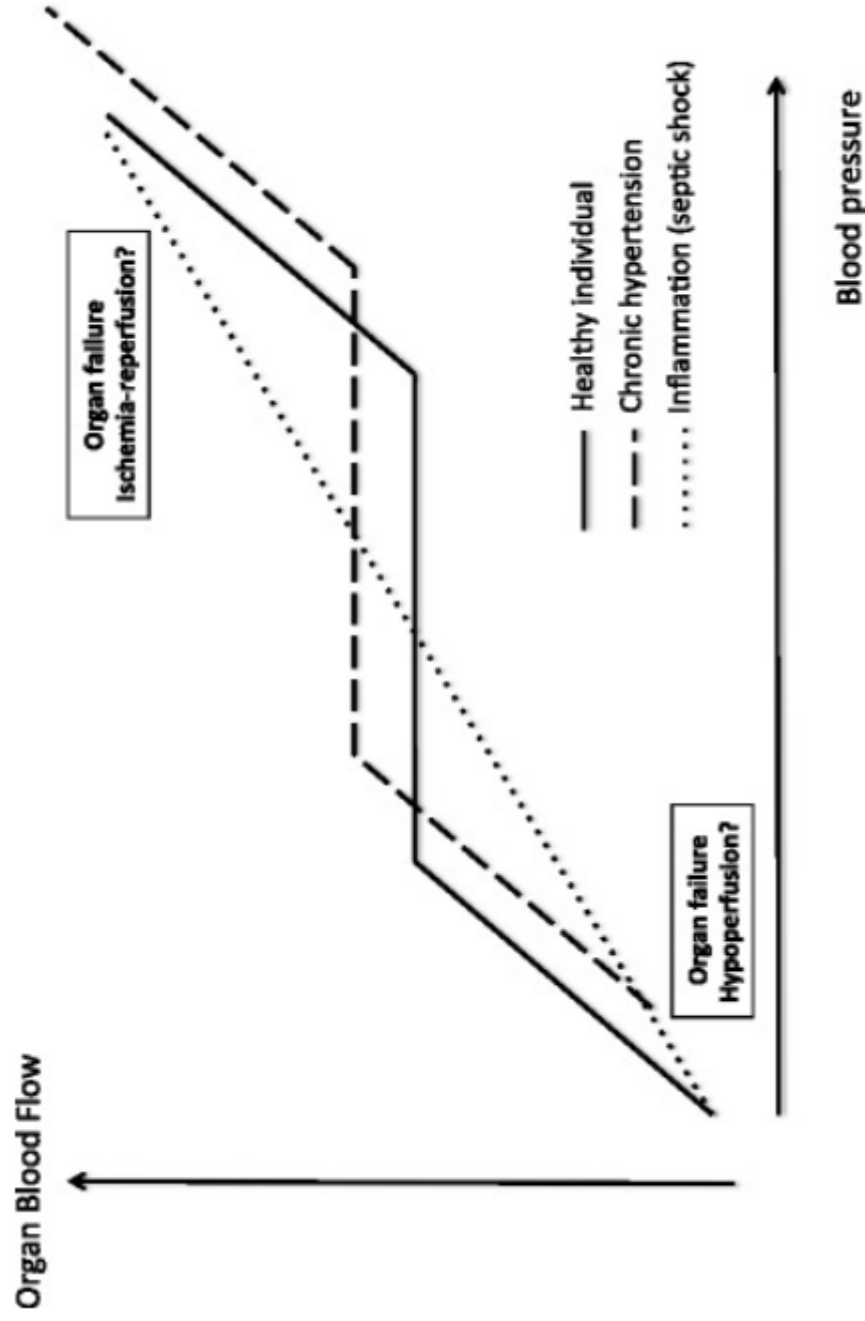 Organ Blood Flow
Organ failure
Ischemia-reperfusion?
Healthy individual
Chronic hypertension
Inflammation (septic shock)
Organ failure
Hypoperfusion?
Blood pressure